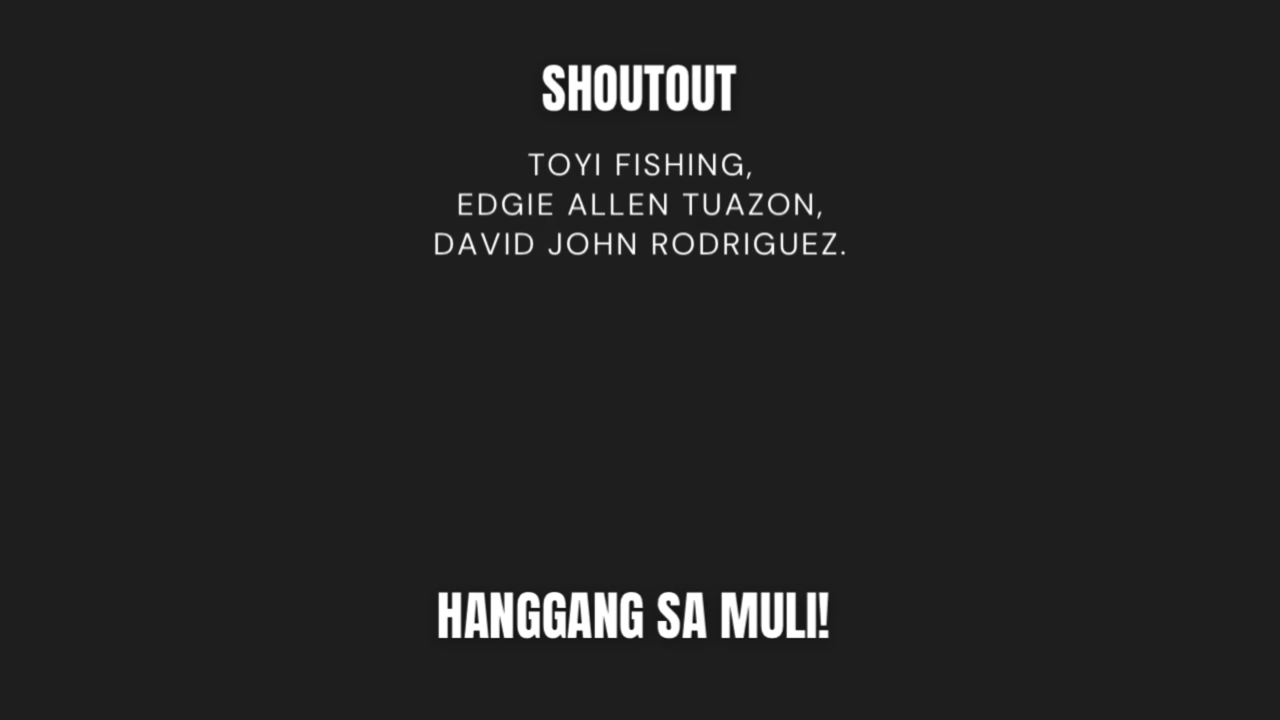 SHOUTOUT
TOYI FISHING,
EDGIE ALLEN TUAZON,
DAVID JOHN RODRIGUEZ.
HANGGANG SA MULI!